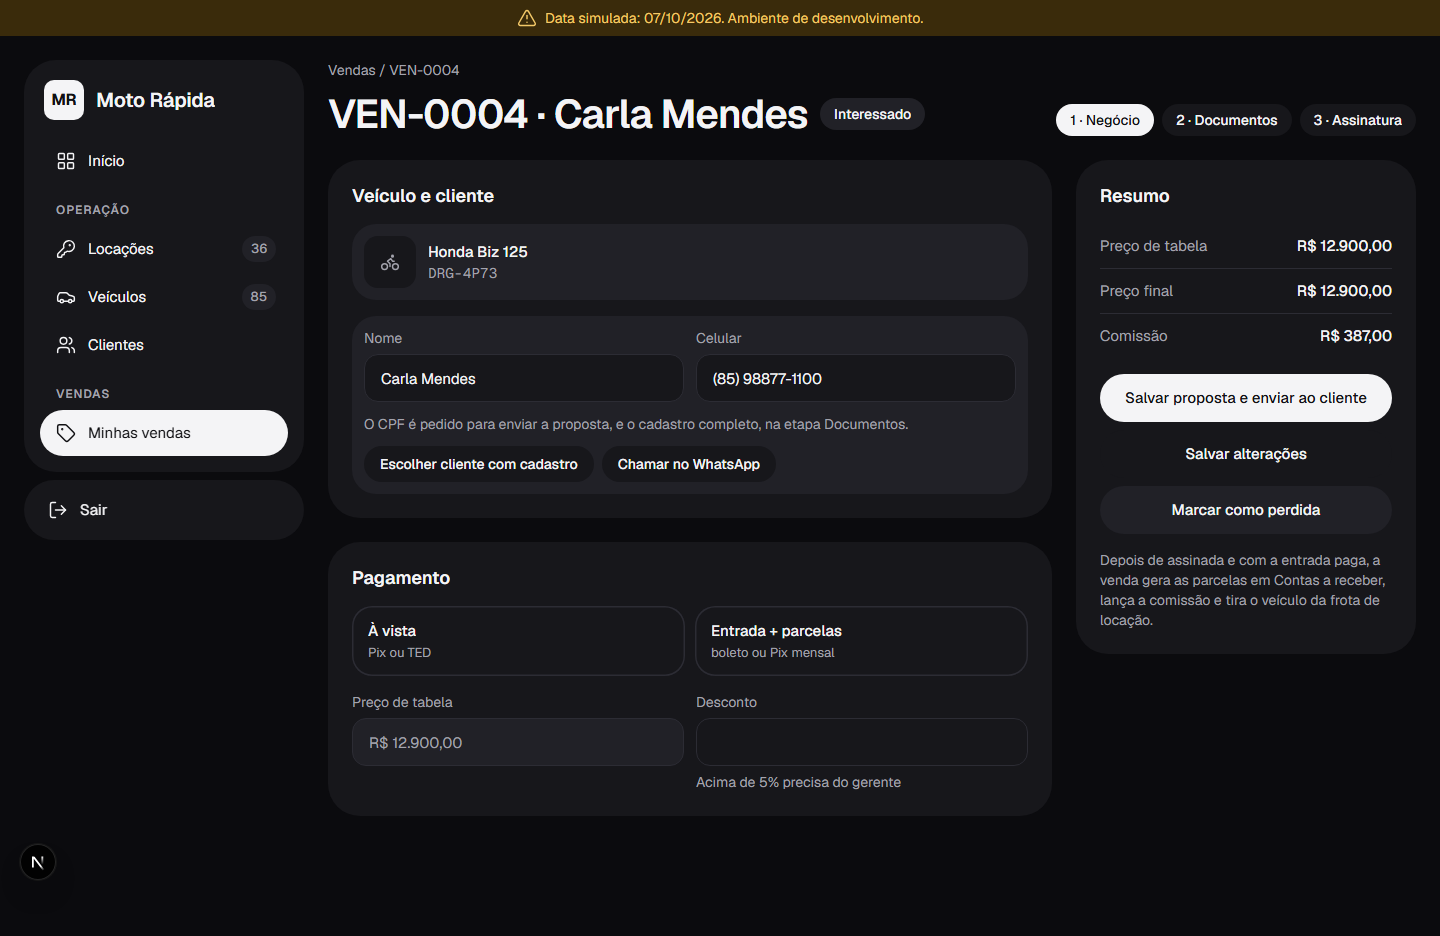 Data simulada: 07/10/2026. Ambiente de desenvolvimento.
MR
Moto Rápida
Início
OPERAÇÃO
Locações 36
Veículos 85
Clientes
VENDAS
Minhas vendas
Sair
Vendas / VEN-0004
VEN-0004 · Carla Mendes
Interessado
1 · Negócio
2 · Documentos
3 · Assinatura
Veículo e cliente
Honda Biz 125
DRG-4P73
Nome
Carla Mendes
Celular
(85) 98877-1100
O CPF é pedido para enviar a proposta, e o cadastro completo, na etapa Documentos.
Escolher cliente com cadastro
Chamar no WhatsApp
Pagamento
À vista
Pix ou TED
Entrada + parcelas
boleto ou Pix mensal
Preço de tabela
R$ 12.900,00
Desconto
Acima de 5% precisa do gerente
Resumo
Preço de tabela R$ 12.900,00
Preço final R$ 12.900,00
Comissão R$ 387,00
Salvar proposta e enviar ao cliente
Salvar alterações
Marcar como perdida
Depois de assinada e com a entrada paga, a
venda gera as parcelas em Contas a receber,
lança a comissão e tira o veículo da frota de
locação.
N